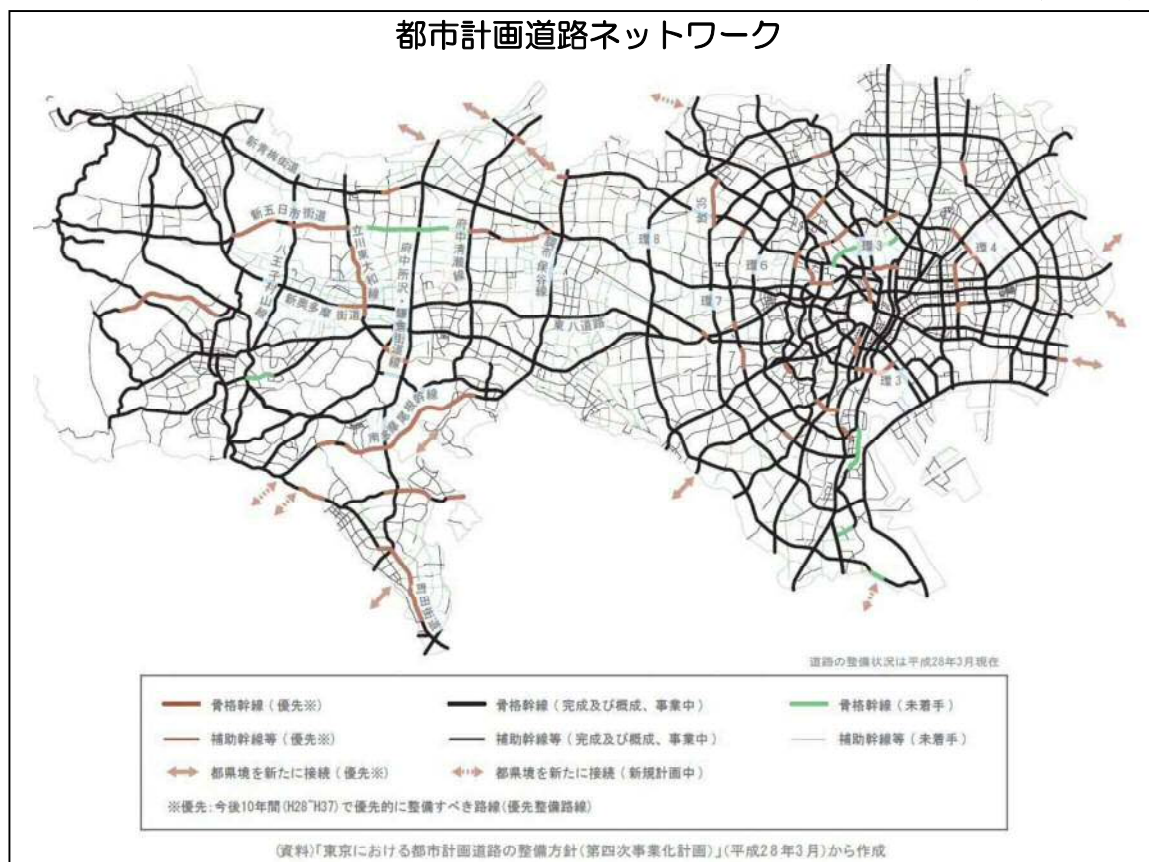 都市計画道路ネットワーク
新青梅街道
新五日市街道
立川東大和線
府中所沢・鎌倉街道線
府中清瀬線
調布保谷線
八王子村山線
新奥多摩街道
東八道路
南多摩尾根幹線
町田街道
放35
環8
環7
環6
環3
環4
環3
道路の整備状況は平成28年3月現在
骨格幹線(優先※)
骨格幹線(完成及び概成、事業中)
骨格幹線(未着手)
補助幹線等(優先※)
補助幹線等(完成及び概成、事業中)
補助幹線等(未着手)
都県境を新たに接続(優先※)
都県境を新たに接続(新規計画中)
※優先:今後10年間(H28~H37)で優先的に整備すべき路線(優先整備路線)
(資料)「東京における都市計画道路の整備方針(第四次事業化計画)」(平成28年3月)から作成